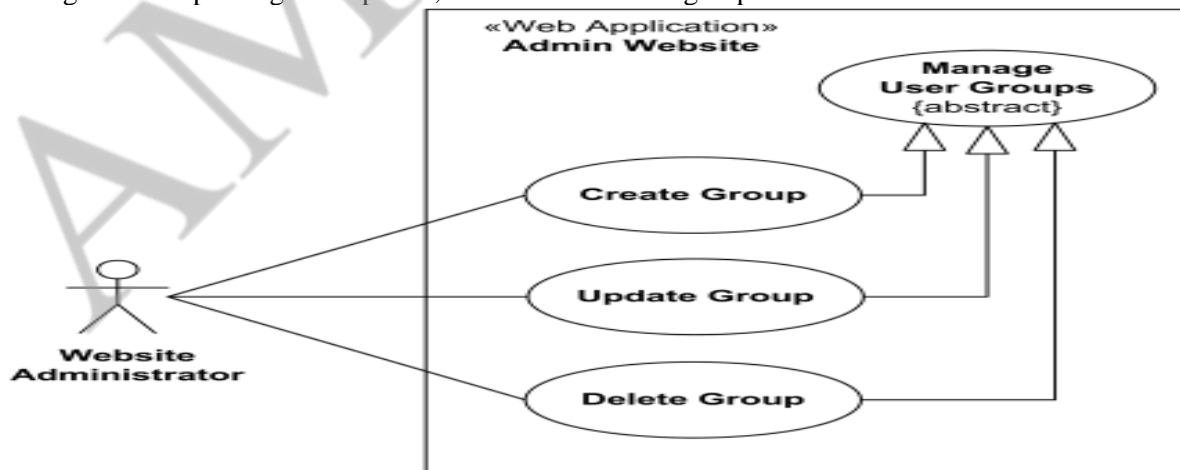 «Web Application»
Admin Website
Manage
User Groups
{abstract}
Create Group
Update Group
Website
Administrator
Delete Group